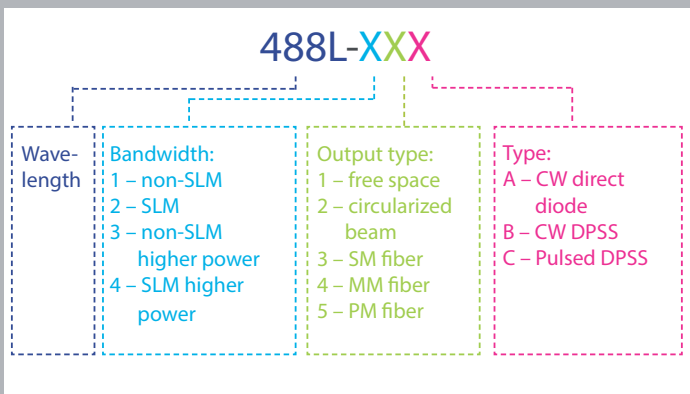 488L-XXX
Wave-
length
Bandwidth:
1 – non-SLM
2 – SLM
3 – non-SLM
higher power
4 – SLM higher
power
Output type:
1 – free space
2 – circularized
beam
3 – SM fiber
4 – MM fiber
5 – PM fiber
Type:
A – CW direct
diode
B – CW DPSS
C – Pulsed DPSS